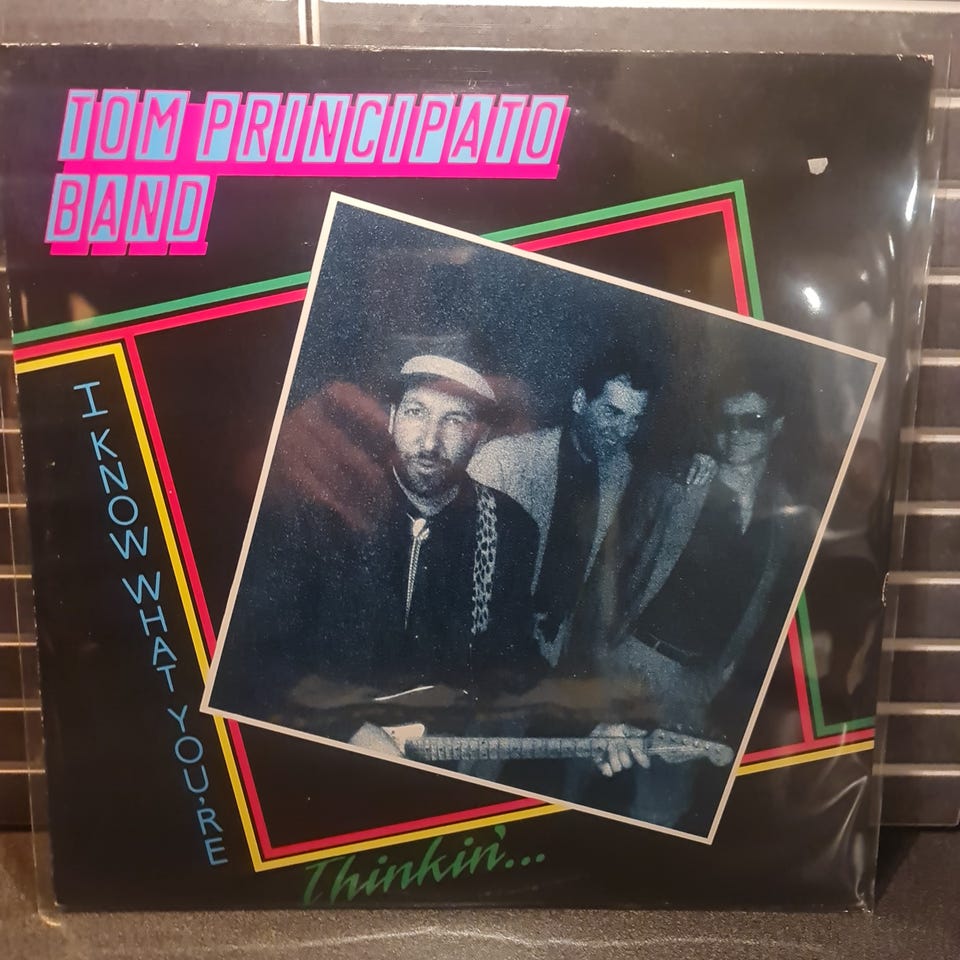 TOM PRINCIPATO
BAND
I KNOW WHAT YOU'RE
Thinkin'...